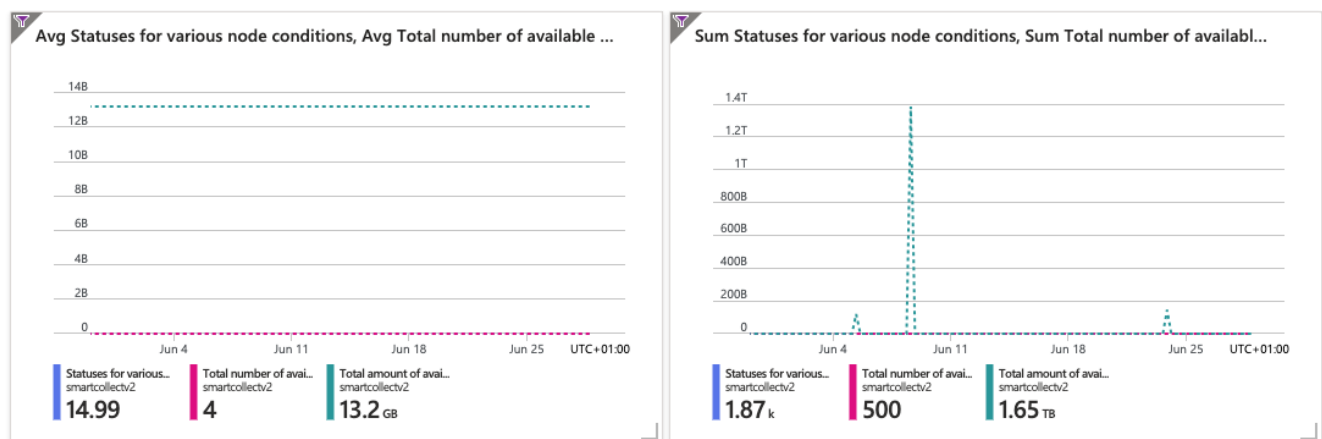 Avg Statuses for various node conditions, Avg Total number of available ...
14B
12B
10B
8B
6B
4B
2B
0
Jun 4 Jun 11 Jun 18 Jun 25 UTC+01:00
Statuses for various... Total number of avai... Total amount of avai...
smartcollectv2 smartcollectv2 smartcollectv2
14.99 4 13.2 GB
Sum Statuses for various node conditions, Sum Total number of availabl...
1.4T
1.2T
1T
800B
600B
400B
200B
0
Jun 4 Jun 11 Jun 18 Jun 25 UTC+01:00
Statuses for various... Total number of avai... Total amount of avai...
smartcollectv2 smartcollectv2 smartcollectv2
1.87 k 500 1.65 TB